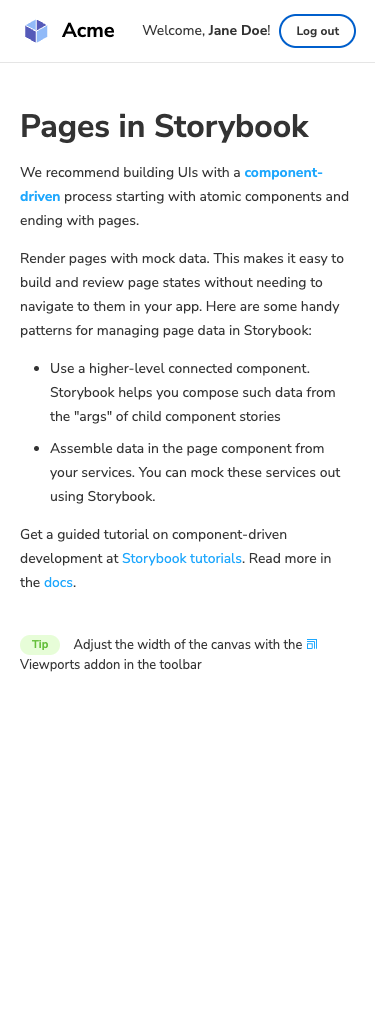 Acme
Welcome, Jane Doe!
Log out
Pages in Storybook
We recommend building UIs with a component-
driven process starting with atomic components and
ending with pages.
Render pages with mock data. This makes it easy to
build and review page states without needing to
navigate to them in your app. Here are some handy
patterns for managing page data in Storybook:
Use a higher-level connected component.
Storybook helps you compose such data from
the "args" of child component stories
Assemble data in the page component from
your services. You can mock these services out
using Storybook.
Get a guided tutorial on component-driven
development at Storybook tutorials. Read more in
the docs.
Tip Adjust the width of the canvas with the
Viewports addon in the toolbar